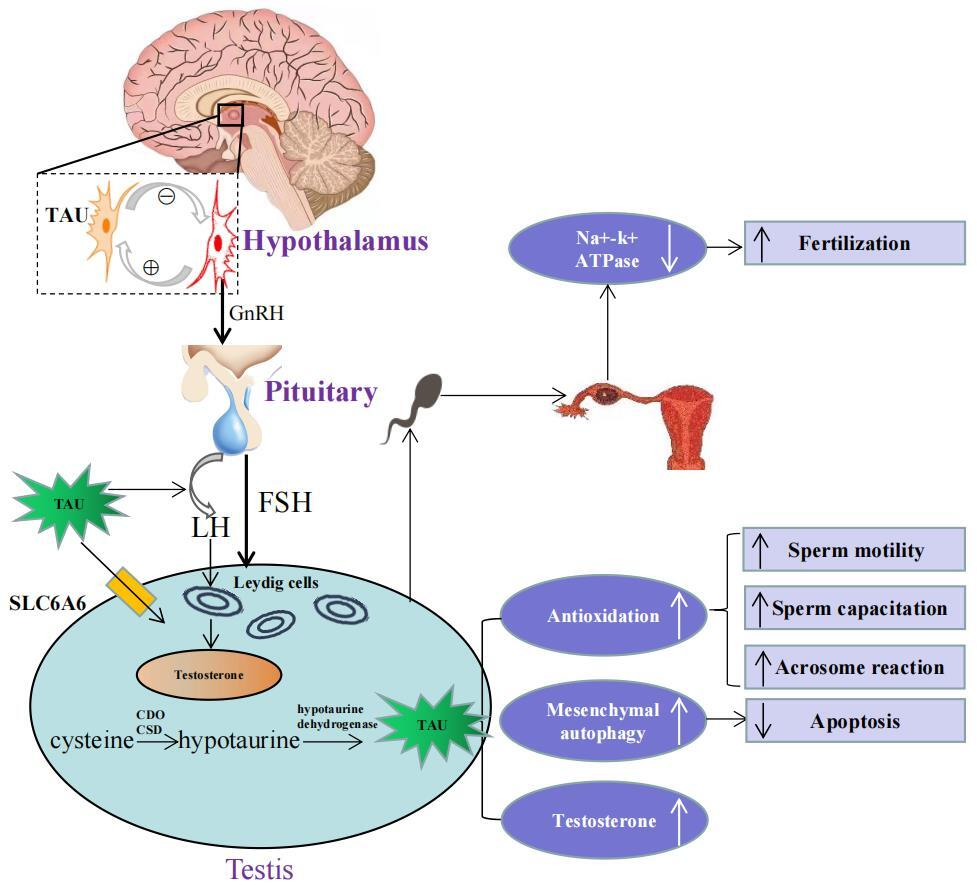 TAU
⊖
⊕
Hypothalamus
GnRH
Pituitary
TAU
LH
FSH
SLC6A6
Leydig cells
Testosterone
cysteine
CDO
CSD
hypotaurine
hypotaurine
dehydrogenase
TAU
Testis
Na+-k+
ATPase
Fertilization
Antioxidation
Sperm motility
Sperm capacitation
Acrosome reaction
Mesenchymal
autophagy
Apoptosis
Testosterone